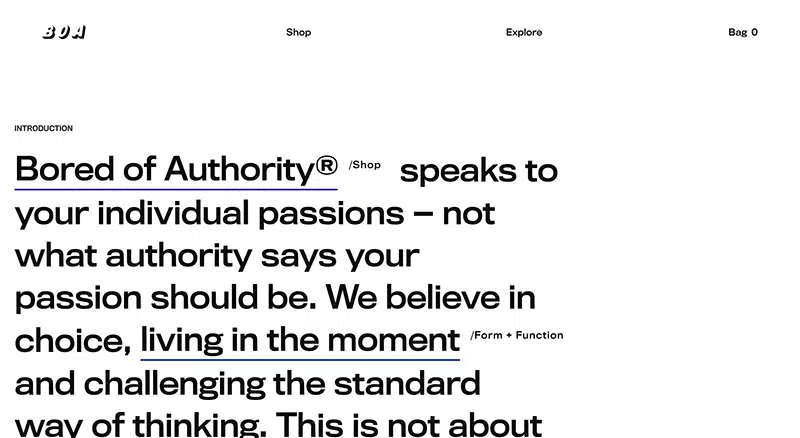 BOA
Shop
Explore
Bag 0
INTRODUCTION
Bored of Authority® /Shop speaks to
your individual passions – not
what authority says your
passion should be. We believe in
choice, living in the moment /Form + Function
and challenging the standard
way of thinking. This is not about